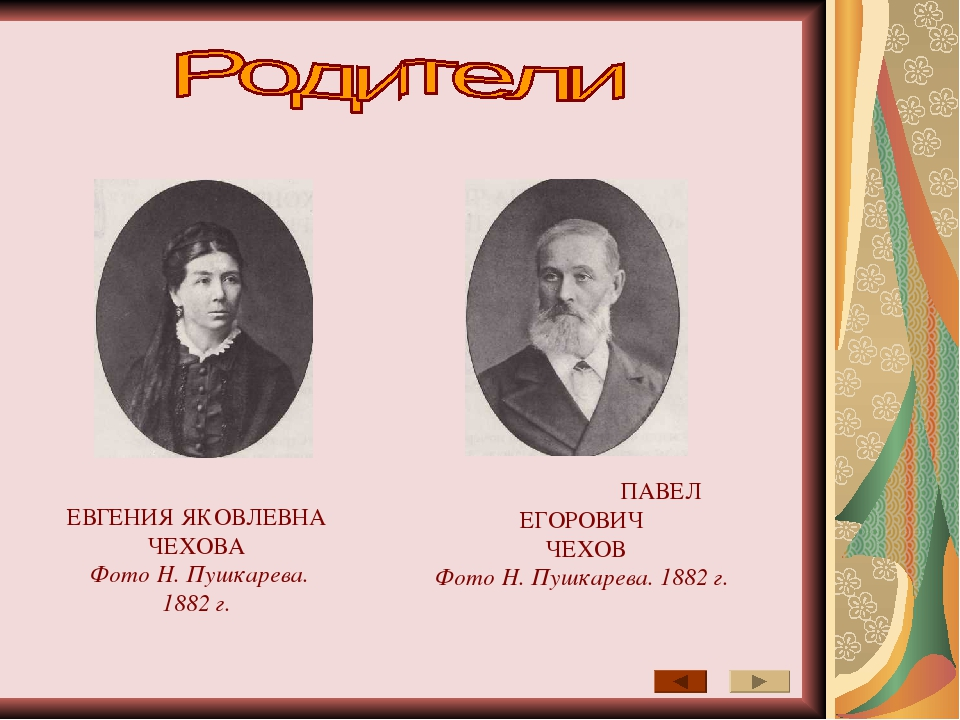 Родители
ЕВГЕНИЯ ЯКОВЛЕВНА
ЧЕХОВА
Фото Н. Пушкарева.
1882 г.
ПАВЕЛ
ЕГОРОВИЧ
ЧЕХОВ
Фото Н. Пушкарева. 1882 г.